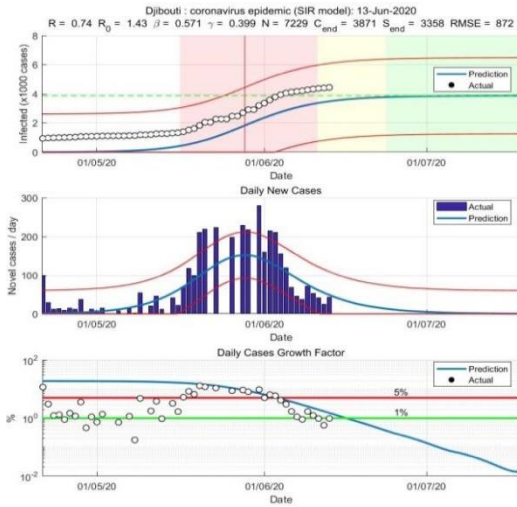 Djibouti : coronavirus epidemic (SIR model): 13-Jun-2020
R = 0.74 R0 = 1.43 β = 0.571 γ = 0.399 N = 7229 Cend = 3871 Send = 3358 RMSE = 872
8
6
4
2
0
Infected (x1000 cases)
Prediction
Actual
01/05/20
01/06/20
01/07/20
Date
Daily New Cases
300
200
100
0
Novel cases / day
Actual
Prediction
01/05/20
01/06/20
01/07/20
Date
Daily Cases Growth Factor
10^2
10^0
10^-2
%
Prediction
Actual
5%
1%
01/05/20
01/06/20
01/07/20
Date